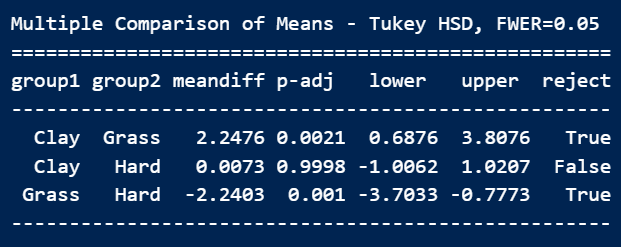 Multiple Comparison of Means - Tukey HSD, FWER=0.05
====================================================
group1 group2 meandiff p-adj   lower   upper  reject
----------------------------------------------------
  Clay  Grass   2.2476 0.0021  0.6876  3.8076   True
  Clay   Hard   0.0073 0.9998 -1.0062  1.0207  False
 Grass   Hard  -2.2403  0.001 -3.7033 -0.7773   True
----------------------------------------------------